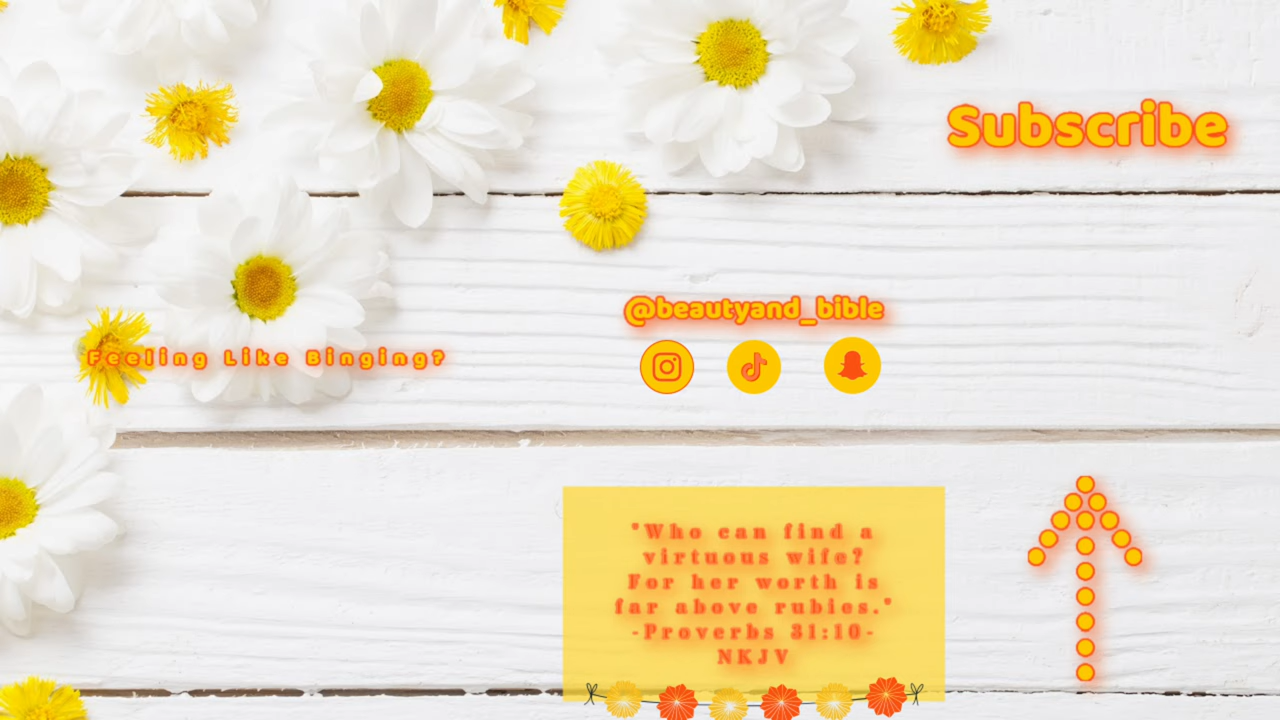 Subscribe
@beautyand_bible
Feeling Like Binging?
"Who can find a
virtuous wife?
For her worth is
far above rubies."
-Proverbs 31:10-
NKJV